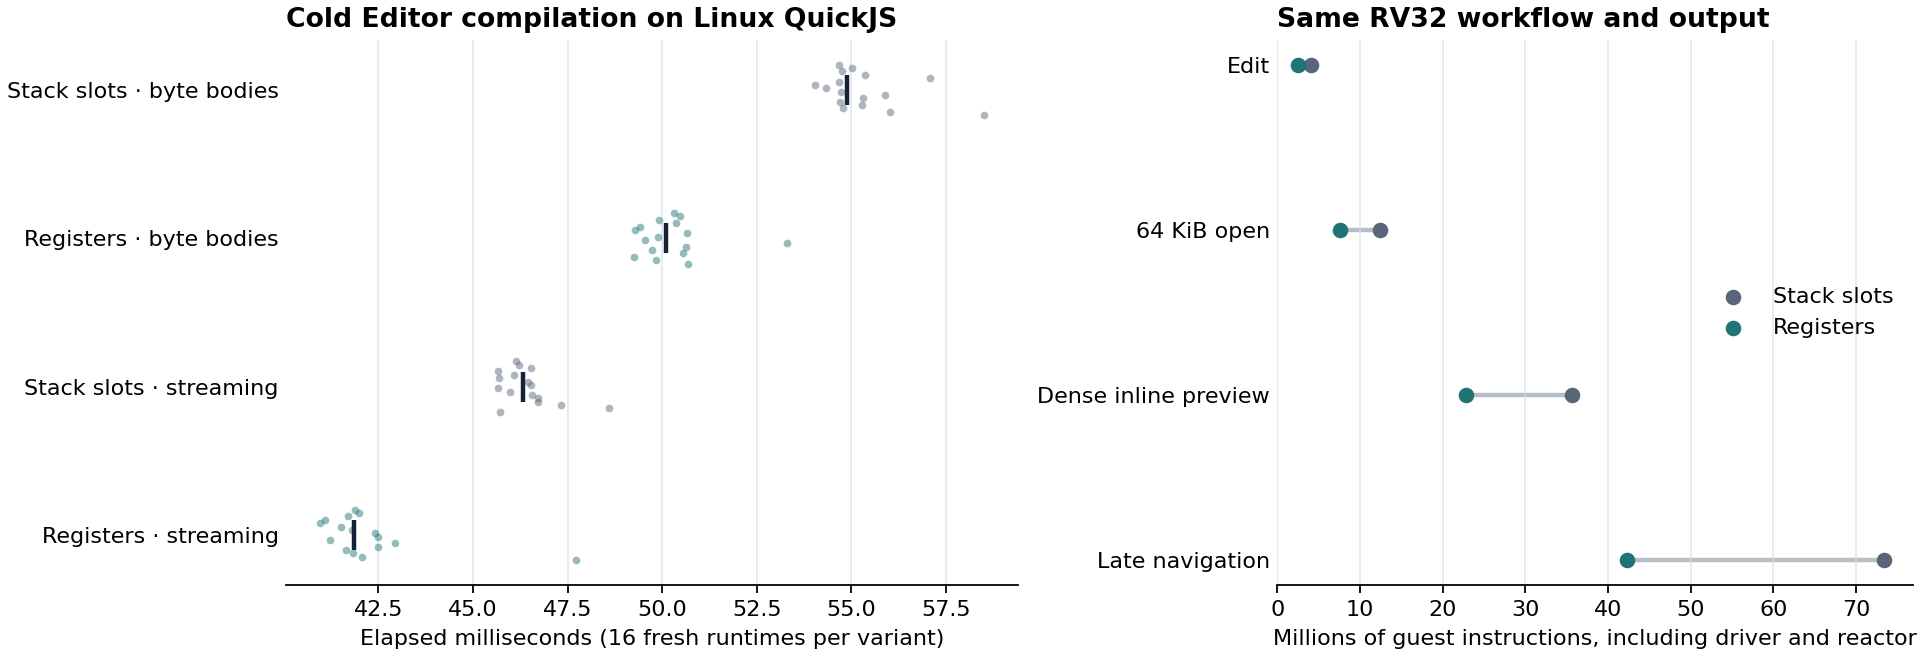 Cold Editor compilation on Linux QuickJS
Stack slots · byte bodies
Registers · byte bodies
Stack slots · streaming
Registers · streaming
42.5 45.0 47.5 50.0 52.5 55.0 57.5
Elapsed milliseconds (16 fresh runtimes per variant)
Same RV32 workflow and output
Edit
64 KiB open
Stack slots
Registers
Dense inline preview
Late navigation
0 10 20 30 40 50 60 70
Millions of guest instructions, including driver and reactor